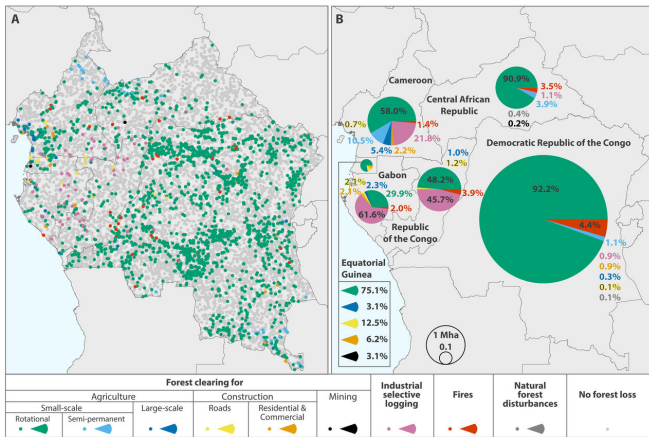 A
B
90.9%
3.5%
1.1%
3.9%
0.4%
0.2%
Cameroon
Central African
Republic
58.0%
0.7%
1.4%
10.5%
21.8%
5.4%
2.2%
Democratic Republic of the Congo
1.0%
1.2%
Gabon
48.2%
2.1%
2.3%
2.1%
29.9%
3.9%
45.7%
61.6%
2.0%
Republic
of the Congo
92.2%
4.4%
1.1%
0.9%
0.9%
0.3%
0.1%
0.1%
Equatorial
Guinea
75.1%
3.1%
12.5%
6.2%
3.1%
1 Mha
0.1
Forest clearing for
Agriculture
Construction
Mining
Industrial
selective
logging
Fires
Natural
forest
disturbances
No forest loss
Small-scale
Large-scale
Roads
Residential &
Commercial
Rotational
Semi-permanent